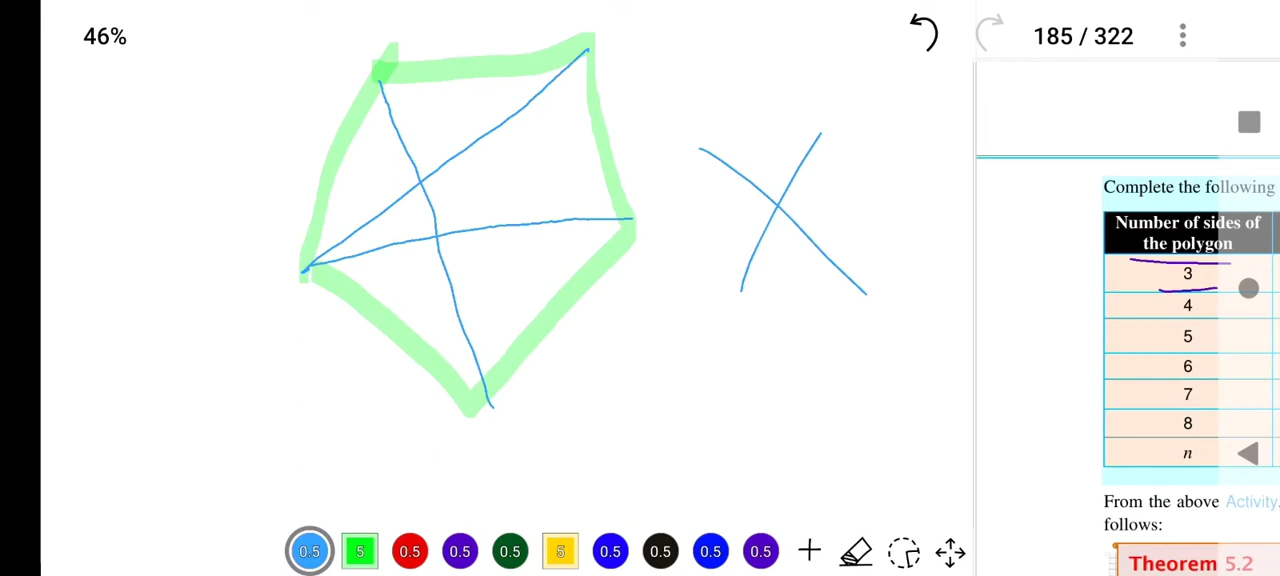 46%
185 / 322
Complete the following
Number of sides of
the polygon
3
4
5
6
7
8
n
From the above Activity,
follows:
Theorem 5.2
0.5 5 0.5 0.5 0.5 5 0.5 0.5 0.5 0.5